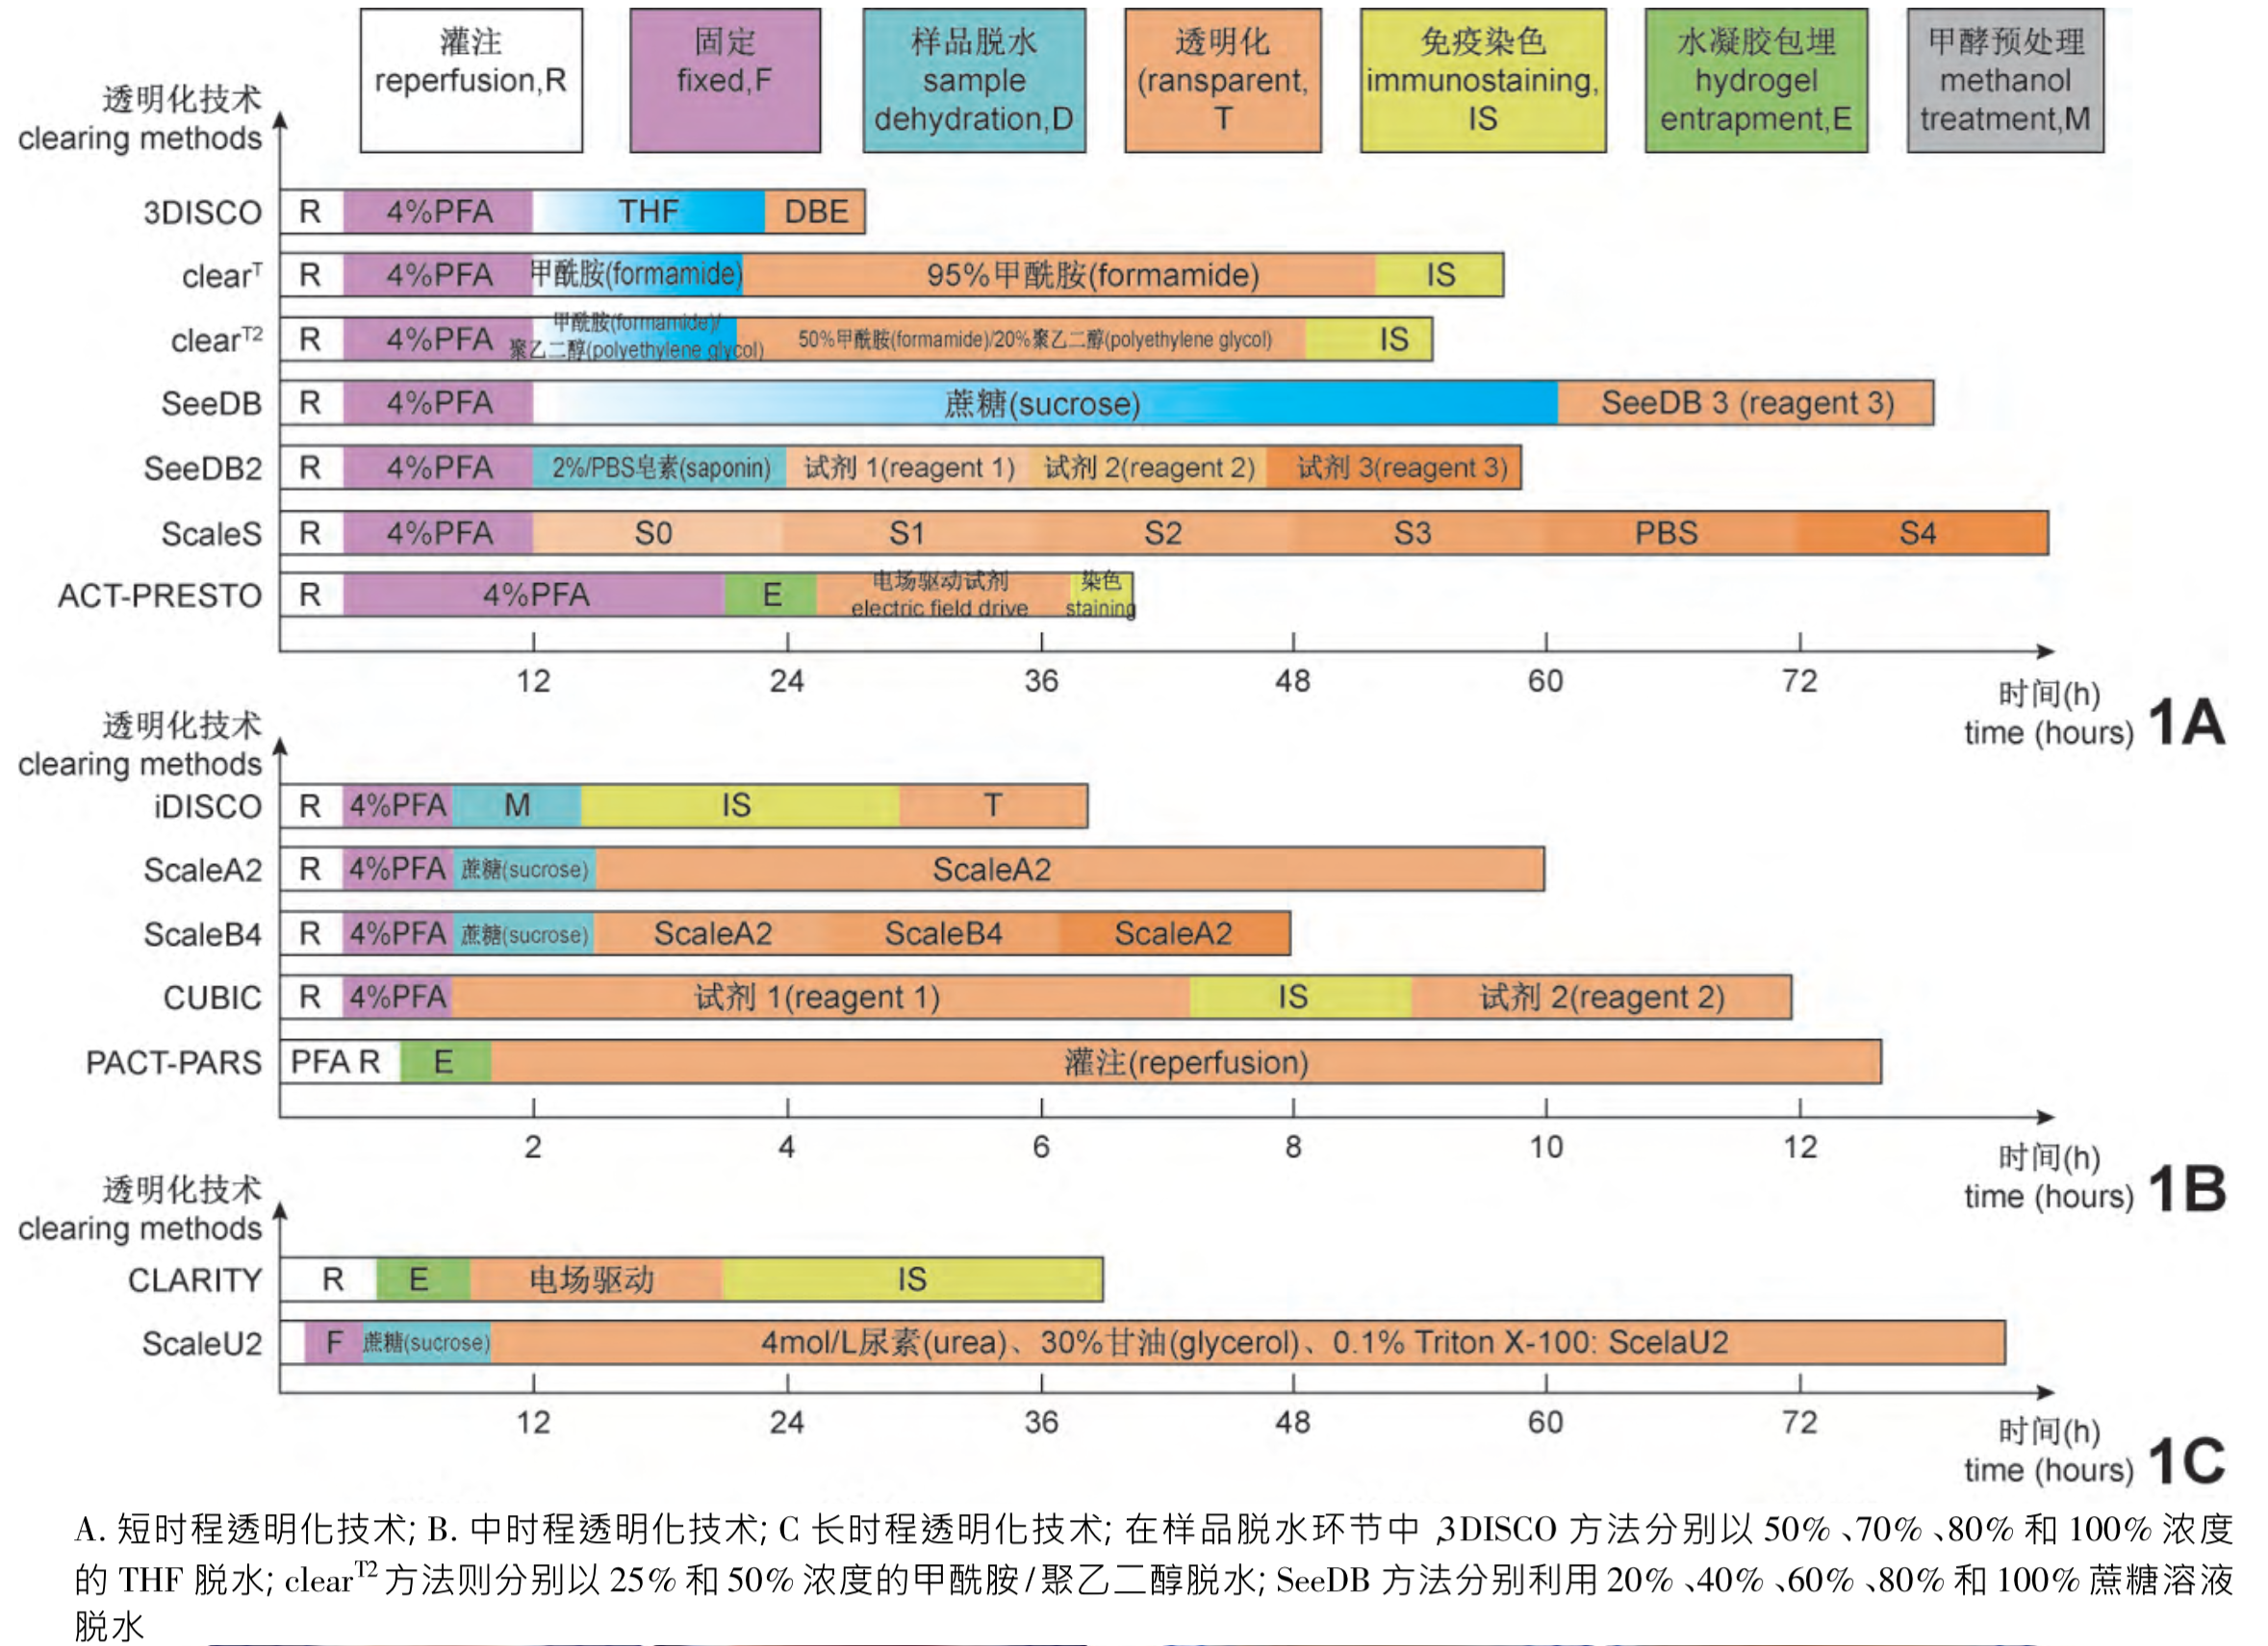 灌注
reperfusion,R
固定
fixed,F
样品脱水
sample
dehydration,D
透明化
(ransparent,
T
免疫染色
immunostaining,
IS
水凝胶包埋
hydrogel
entrapment,E
甲酵预处理
methanol
treatment,M
透明化技术
clearing methods
3DISCO R 4%PFA THF DBE
clearT R 4%PFA 甲酰胺(formamide) 95%甲酰胺(formamide) IS
clearT2 R 4%PFA 甲酰胺(formamide)/
聚乙二醇(polyethylene glycol) 50%甲酰胺(formamide)/20%聚乙二醇(polyethylene glycol) IS
SeeDB R 4%PFA 蔗糖(sucrose) SeeDB 3 (reagent 3)
SeeDB2 R 4%PFA 2%/PBS皂素(saponin) 试剂 1(reagent 1) 试剂 2(reagent 2) 试剂 3(reagent 3)
ScaleS R 4%PFA S0 S1 S2 S3 PBS S4
ACT-PRESTO R 4%PFA E 电场驱动试剂
electric field drive 染色
staining
12 24 36 48 60 72
时间(h)
time (hours)
1A
透明化技术
clearing methods
iDISCO R 4%PFA M IS T
ScaleA2 R 4%PFA 蔗糖(sucrose) ScaleA2
ScaleB4 R 4%PFA 蔗糖(sucrose) ScaleA2 ScaleB4 ScaleA2
CUBIC R 4%PFA 试剂 1(reagent 1) IS 试剂 2(reagent 2)
PACT-PARS PFA R E 灌注(reperfusion)
2 4 6 8 10 12
时间(h)
time (hours)
1B
透明化技术
clearing methods
CLARITY R E 电场驱动 IS
ScaleU2 F 蔗糖(sucrose) 4mol/L尿素(urea)、30%甘油(glycerol)、0.1% Triton X-100: ScelaU2
12 24 36 48 60 72
时间(h)
time (hours)
1C
A. 短时程透明化技术; B. 中时程透明化技术; C 长时程透明化技术; 在样品脱水环节中 ,3DISCO 方法分别以 50% 、70% 、80% 和 100% 浓度
的 THF 脱水; clearT2 方法则分别以 25% 和 50% 浓度的甲酰胺/聚乙二醇脱水; SeeDB 方法分别利用 20% 、40% 、60% 、80% 和 100% 蔗糖溶液
脱水